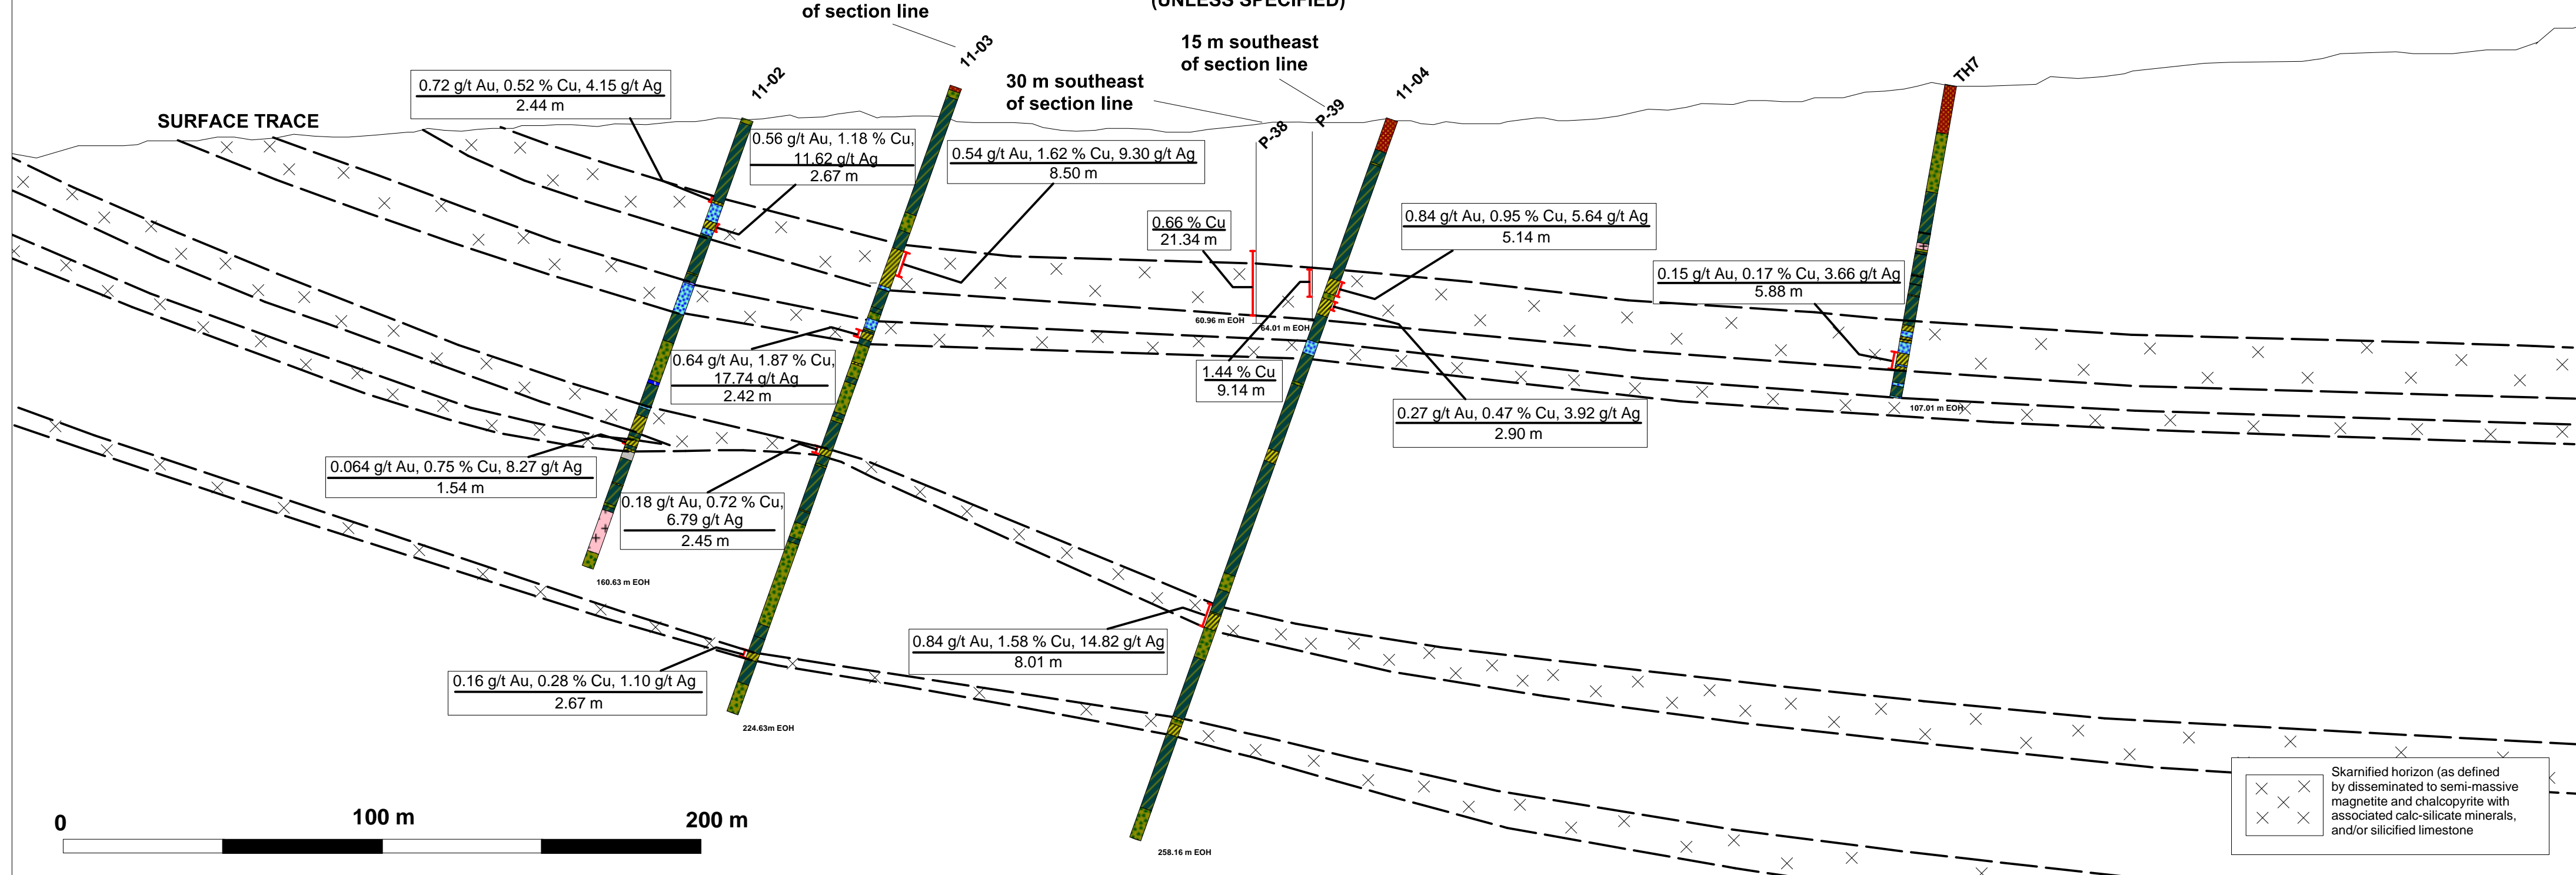 of section line
(UNLESS SPECIFIED)
11-03
15 m southeast
of section line
30 m southeast
of section line
11-02
11-04
TH7
P-39
P-38
SURFACE TRACE
0.72 g/t Au, 0.52 % Cu, 4.15 g/t Ag
2.44 m
0.56 g/t Au, 1.18 % Cu,
11.62 g/t Ag
2.67 m
0.54 g/t Au, 1.62 % Cu, 9.30 g/t Ag
8.50 m
0.66 % Cu
21.34 m
0.84 g/t Au, 0.95 % Cu, 5.64 g/t Ag
5.14 m
0.15 g/t Au, 0.17 % Cu, 3.66 g/t Ag
5.88 m
60.96 m EOH
64.01 m EOH
0.64 g/t Au, 1.87 % Cu,
17.74 g/t Ag
2.42 m
1.44 % Cu
9.14 m
0.27 g/t Au, 0.47 % Cu, 3.92 g/t Ag
2.90 m
107.01 m EOH
0.064 g/t Au, 0.75 % Cu, 8.27 g/t Ag
1.54 m
0.18 g/t Au, 0.72 % Cu,
6.79 g/t Ag
2.45 m
160.63 m EOH
0.84 g/t Au, 1.58 % Cu, 14.82 g/t Ag
8.01 m
0.16 g/t Au, 0.28 % Cu, 1.10 g/t Ag
2.67 m
224.63m EOH
258.16 m EOH
0
100 m
200 m
Skarnified horizon (as defined
by disseminated to semi-massive
magnetite and chalcopyrite with
associated calc-silicate minerals,
and/or silicified limestone